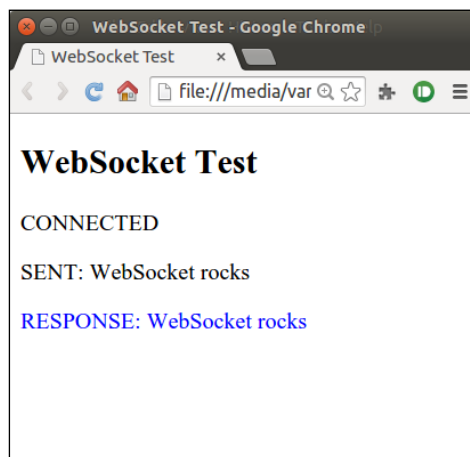 WebSocket Test - Google Chrome
WebSocket Test
file:///media/var
WebSocket Test
CONNECTED
SENT: WebSocket rocks
RESPONSE: WebSocket rocks